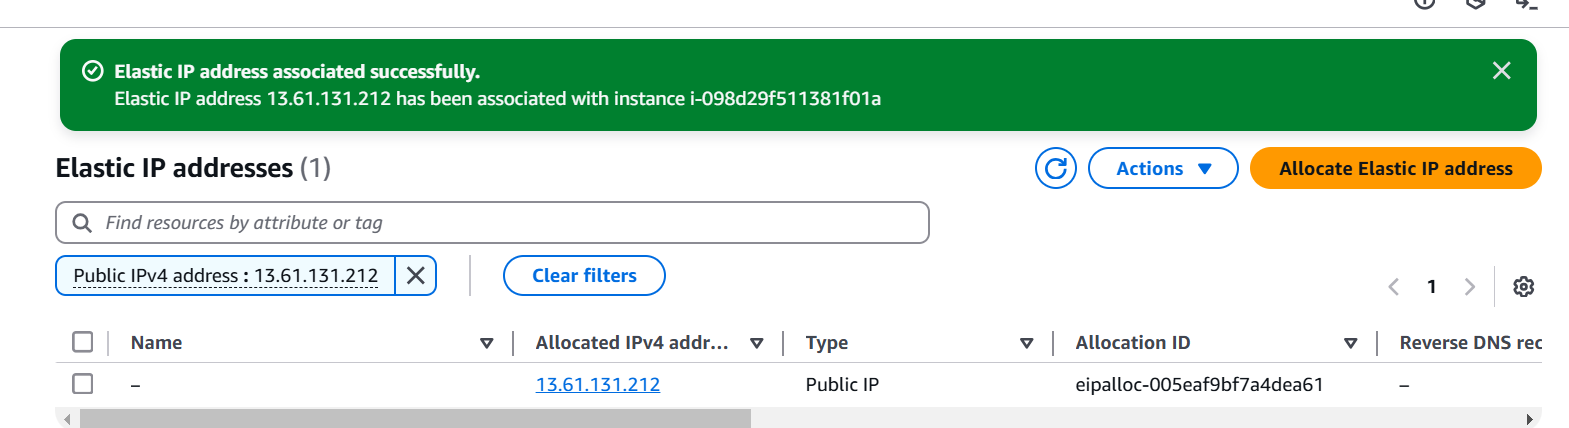 Elastic IP address associated successfully.
Elastic IP address 13.61.131.212 has been associated with instance i-098d29f511381f01a
Elastic IP addresses (1)
Actions
Allocate Elastic IP address
Find resources by attribute or tag
Public IPv4 address : 13.61.131.212
Clear filters
1
Name Allocated IPv4 addr... Type Allocation ID Reverse DNS rec
– 13.61.131.212 Public IP eipalloc-005eaf9bf7a4dea61 –